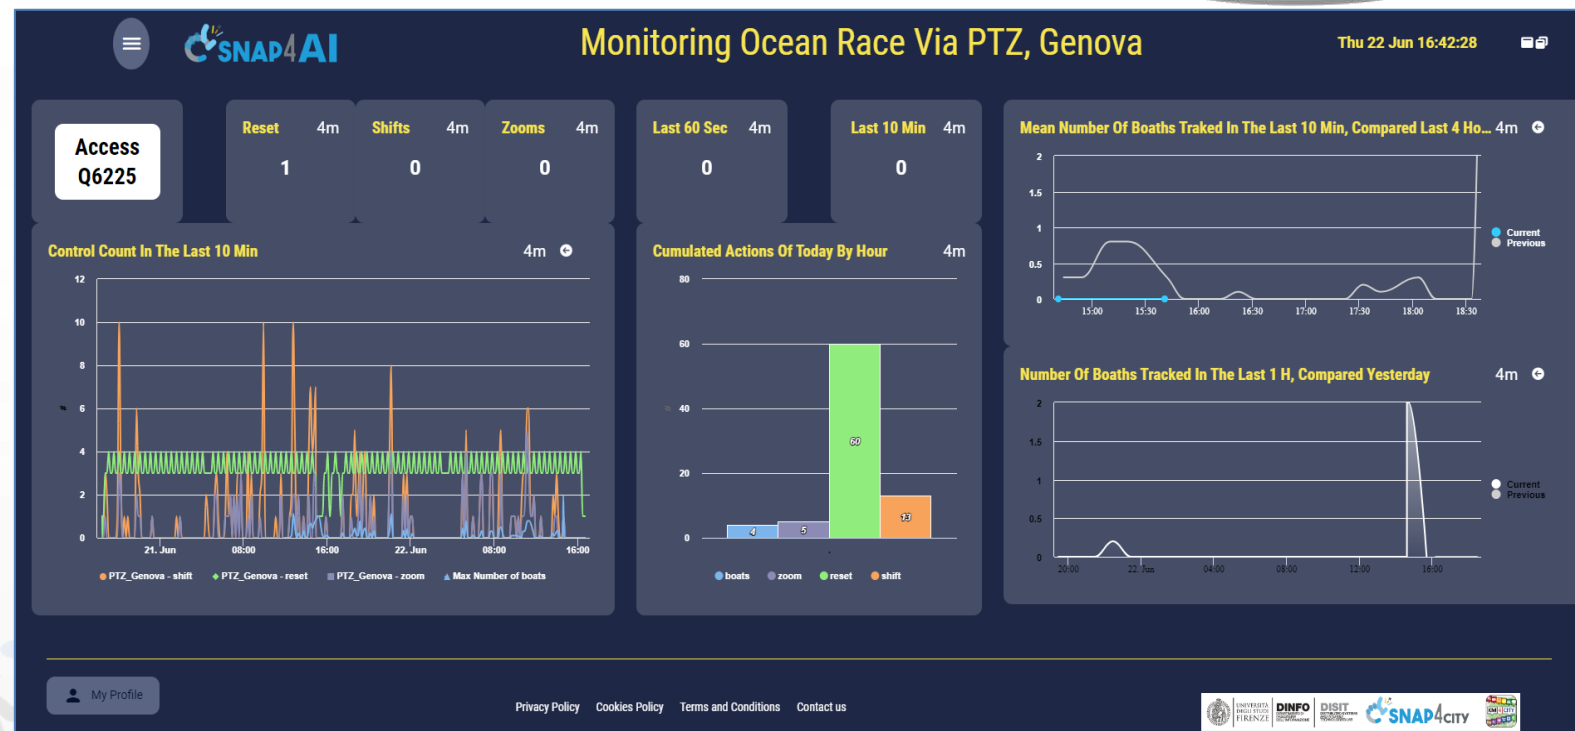 SNAP4AI
Monitoring Ocean Race Via PTZ, Genova
Thu 22 Jun 16:42:28
Access
Q6225
Reset 4m
1
Shifts 4m
0
Zooms 4m
0
Last 60 Sec 4m
0
Last 10 Min 4m
0
Mean Number Of Boaths Traked In The Last 10 Min, Compared Last 4 Ho... 4m
2
1.5
1
0.5
0
15:00 15:30 16:00 16:30 17:00 17:30 18:00 18:30
Current
Previous
Control Count In The Last 10 Min 4m
12
10
8
6
4
2
0
21. Jun 08:00 16:00 22. Jun 08:00 16:00
PTZ_Genova - shift PTZ_Genova - reset PTZ_Genova - zoom Max Number of boats
Cumulated Actions Of Today By Hour 4m
80
60
40
20
0
4 5 60 13
boats zoom reset shift
Number Of Boaths Tracked In The Last 1 H, Compared Yesterday 4m
2
1.5
1
0.5
0
20:00 22. Jun 04:00 08:00 12:00 16:00
Current
Previous
My Profile
Privacy Policy Cookies Policy Terms and Conditions Contact us
UNIVERSITÀ
DEGLI STUDI
FIRENZE
DINFO
DISIT
SNAP4CITY